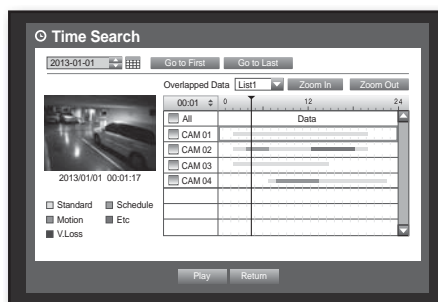 Time Search
2013-01-01 Go to First Go to Last
Overlapped Data List1 Zoom In Zoom Out
00:01 0 12 24
All Data
CAM 01
CAM 02
CAM 03
CAM 04
2013/01/01 00:01:17
Standard Schedule
Motion Etc
V.Loss
Play Return